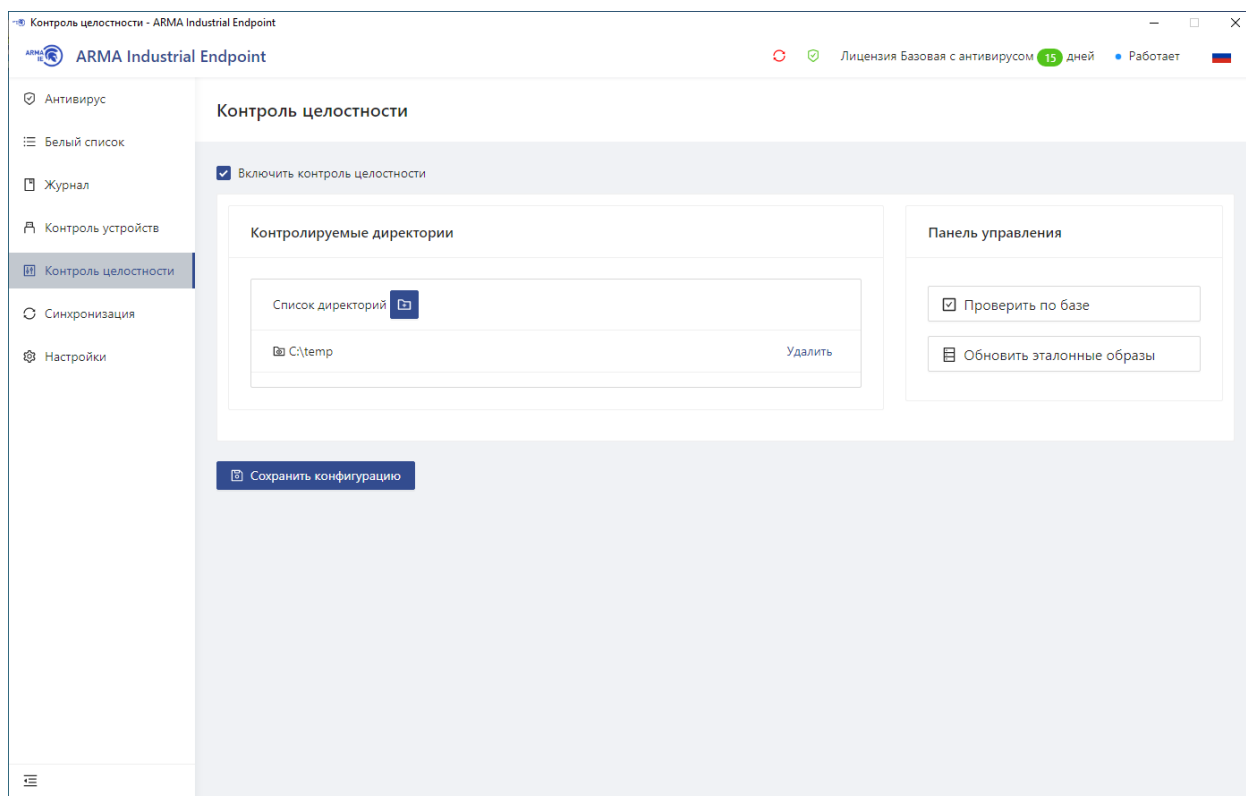 Контроль целостности - ARMA Industrial Endpoint
ARMA IE
ARMA Industrial Endpoint
Лицензия Базовая с антивирусом 15 дней
Работает
Антивирус
Белый список
Журнал
Контроль устройств
Контроль целостности
Синхронизация
Настройки
Контроль целостности
Включить контроль целостности
Контролируемые директории
Список директорий
C:\temp
Удалить
Панель управления
Проверить по базе
Обновить эталонные образы
Сохранить конфигурацию